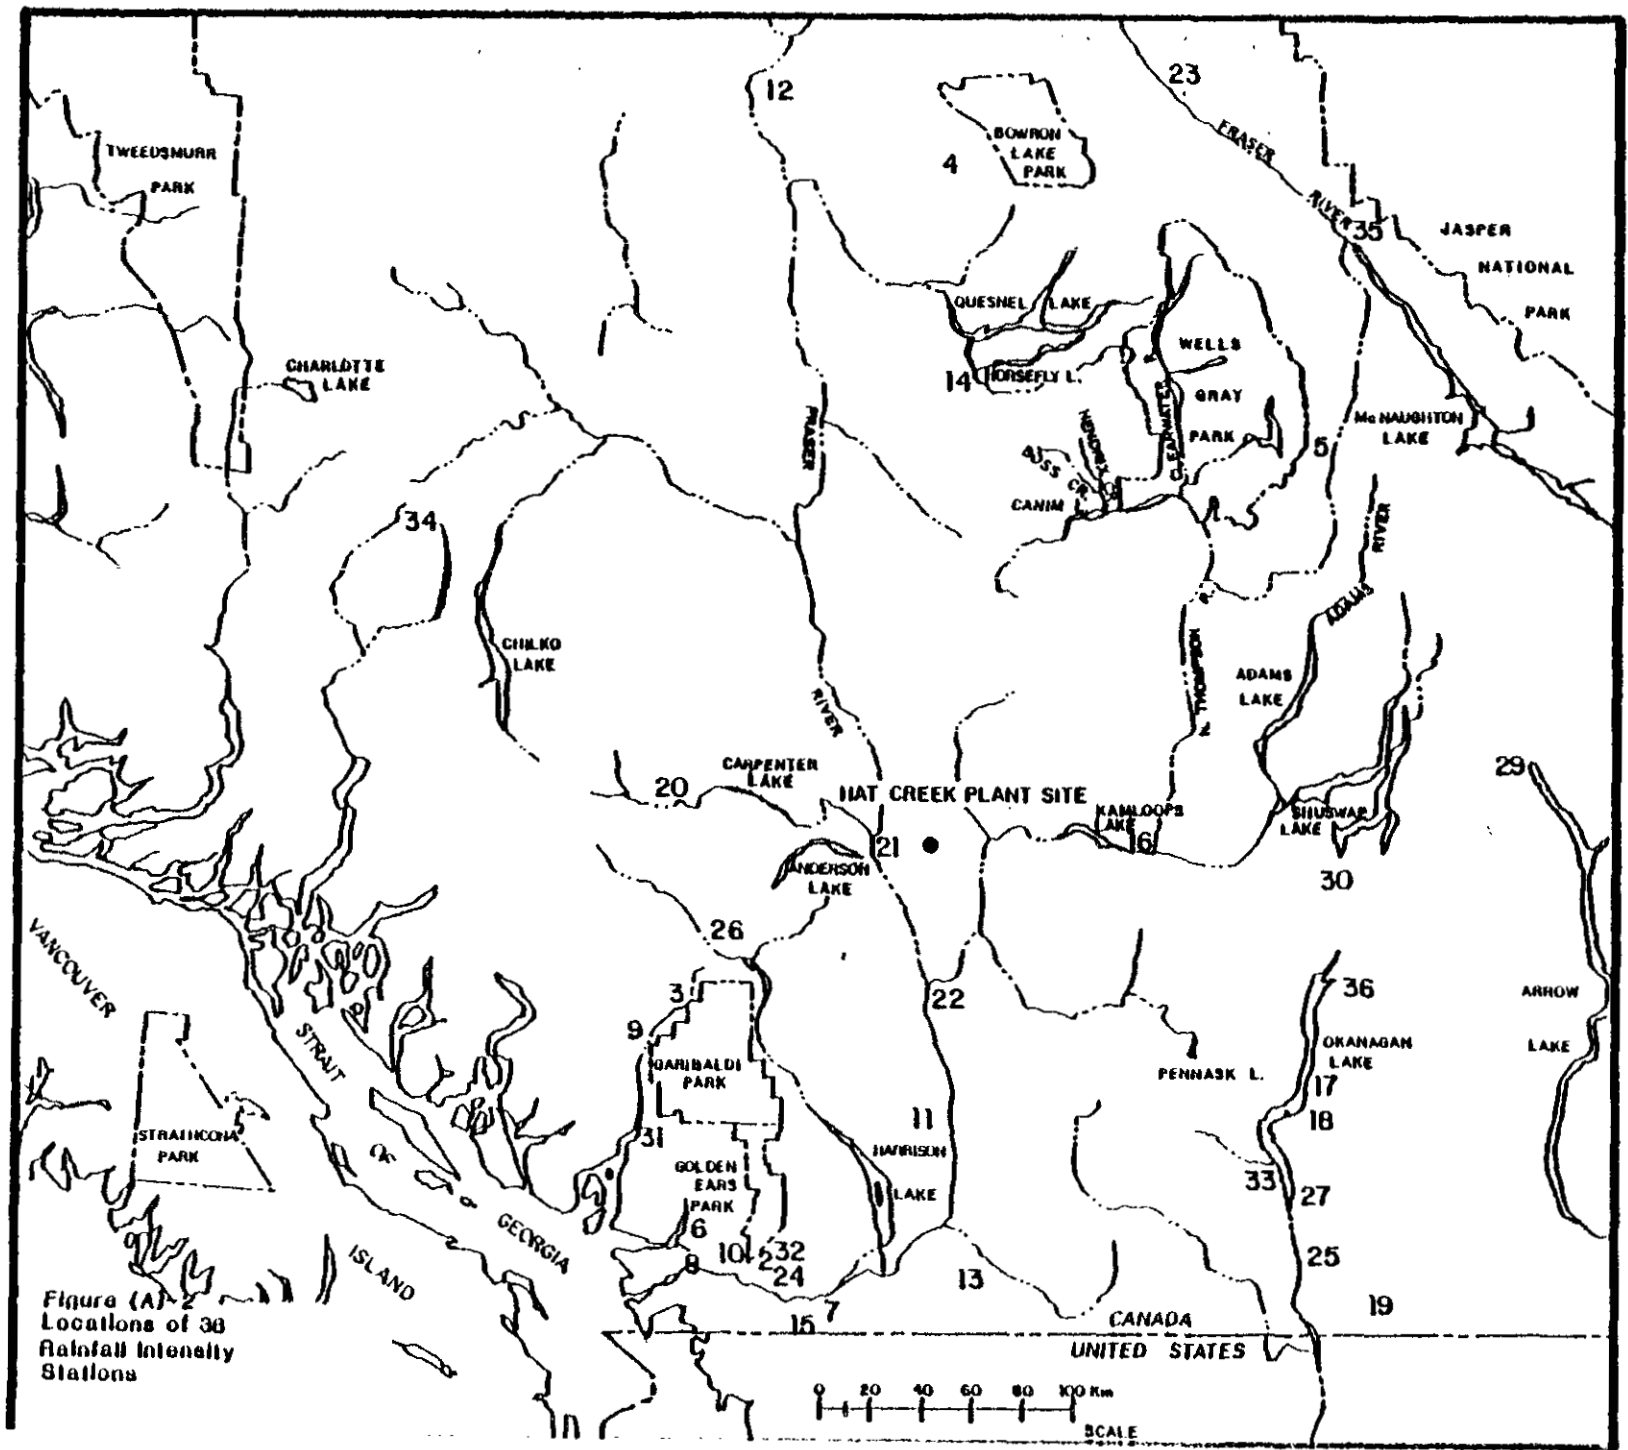 12
23
FRASER
BOWRON
LAKE
PARK
4
TWEEDSMURR
PARK
RIVER
35
JASPER
NATIONAL
PARK
QUESNEL LAKE
CHARLOTTE
LAKE
WELLS
14
HORSEFLY L.
GRAY
PARK
CLEARWATER
FRASER
Mc NAUGHTON
LAKE
5
CR.
CANIM
34
RIVER
ADAMS
R.
N. THOMPSON
CHILKO
LAKE
ADAMS
LAKE
RIVER
29
CARPENTER
LAKE
20
HAT CREEK PLANT SITE
KAMLOOPS
LAKE
16
SHUSWAP
LAKE
21
ANDERSON
LAKE
30
VANCOUVER
26
3
22
36
ARROW
LAKE
9
STRAIT
GARIBALDI
PARK
OKANAGAN
LAKE
PENNASK L.
17
11
18
31
STRATHCONA
PARK
OF
HARRISON
LAKE
GOLDEN
EARS
PARK
33
27
6
GEORGIA
10
2
32
8
24
13
25
ISLAND
7
15
19
CANADA
UNITED STATES
Figure (A)-2
Locations of 36
Rainfall Intensity
Stations
0 20 40 60 80 100 Km
SCALE